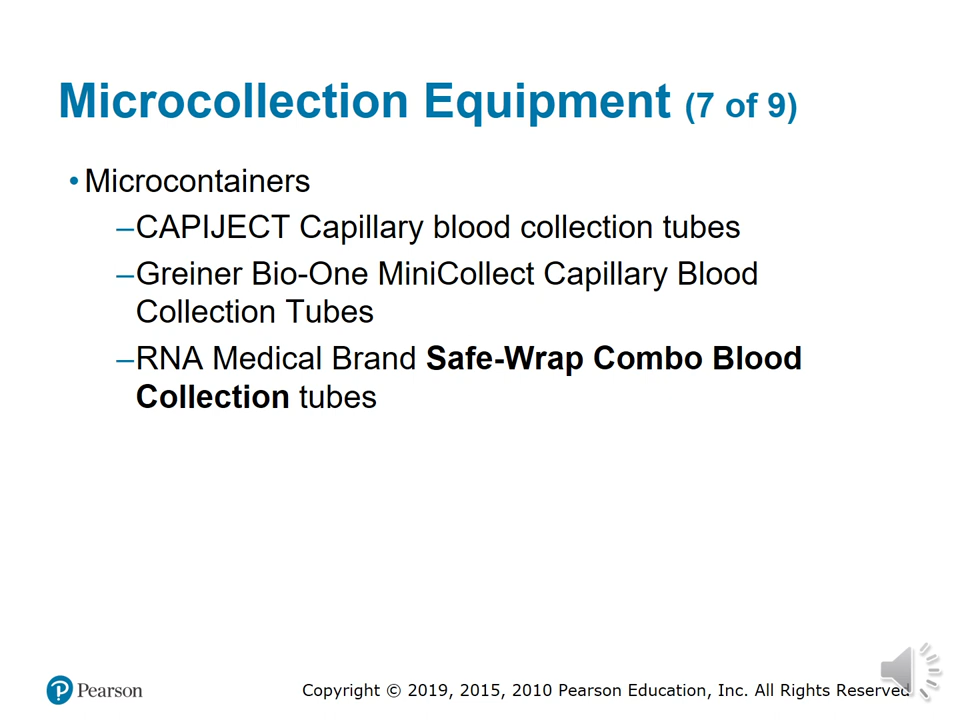 Microcollection Equipment (7 of 9)
• Microcontainers
–CAPIJECT Capillary blood collection tubes
–Greiner Bio-One MiniCollect Capillary Blood
Collection Tubes
–RNA Medical Brand Safe-Wrap Combo Blood
Collection tubes
Pearson
Copyright © 2019, 2015, 2010 Pearson Education, Inc. All Rights Reserved